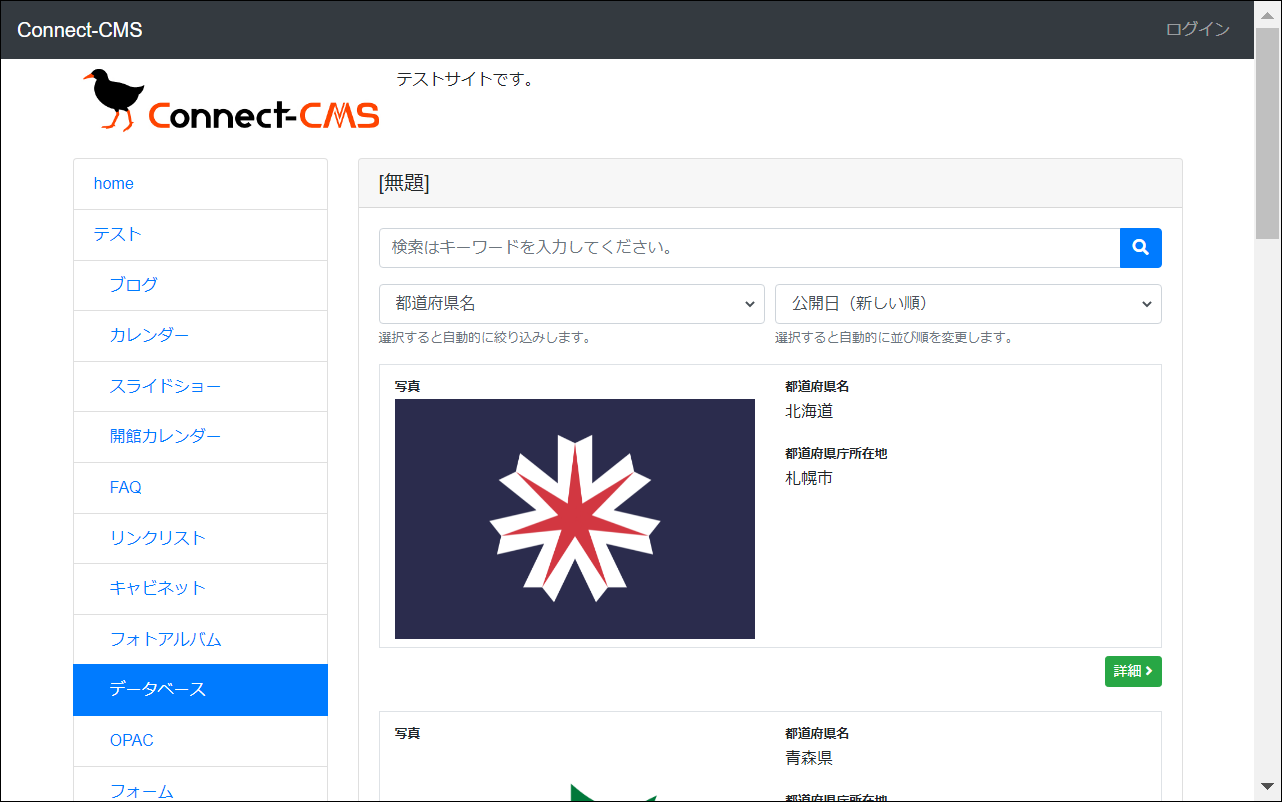 Connect-CMS
ログイン
Connect-CMS
テストサイトです。
home
テスト
ブログ
カレンダー
スライドショー
開館カレンダー
FAQ
リンクリスト
キャビネット
フォトアルバム
データベース
OPAC
フォーム
[無題]
検索はキーワードを入力してください。
都道府県名
公開日（新しい順）
選択すると自動的に絞り込みします。
選択すると自動的に並び順を変更します。
写真
都道府県名
北海道
都道府県庁所在地
札幌市
詳細
写真
都道府県名
青森県
都道府県庁所在地